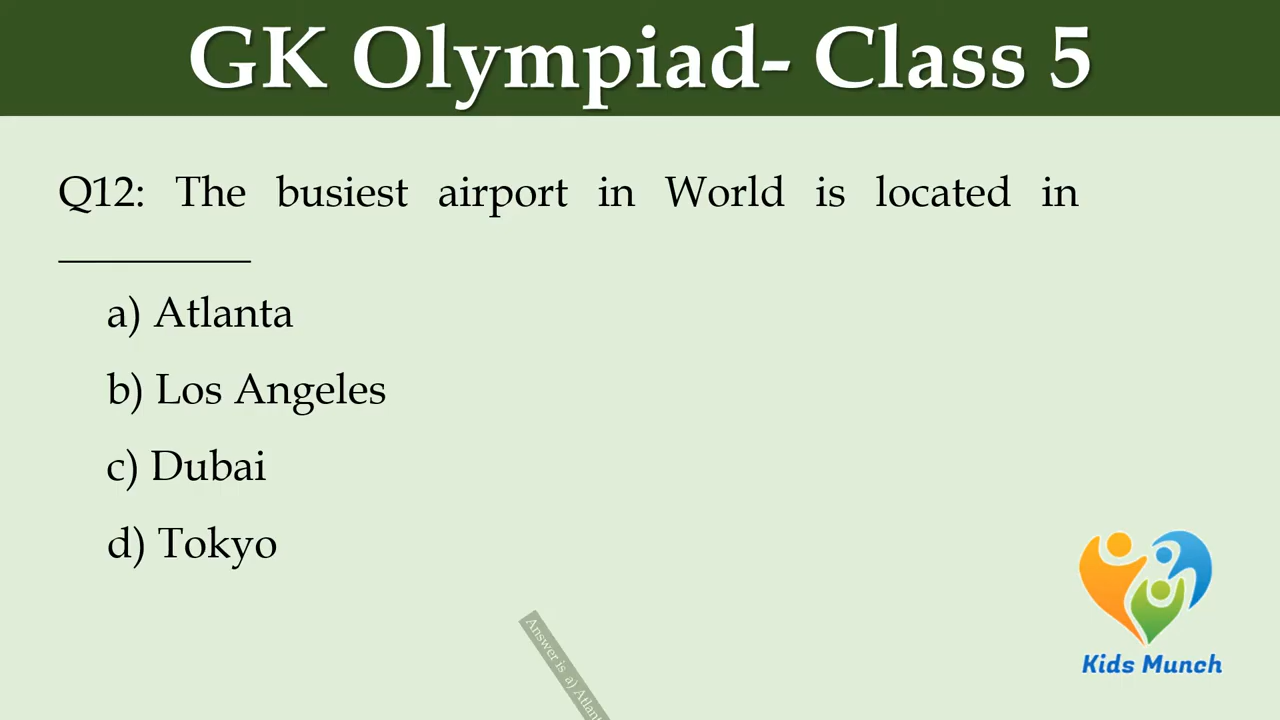 GK Olympiad- Class 5
Q12: The busiest airport in World is located in
__________
a) Atlanta
b) Los Angeles
c) Dubai
d) Tokyo
Answer is a) Atlant
Kids Munch